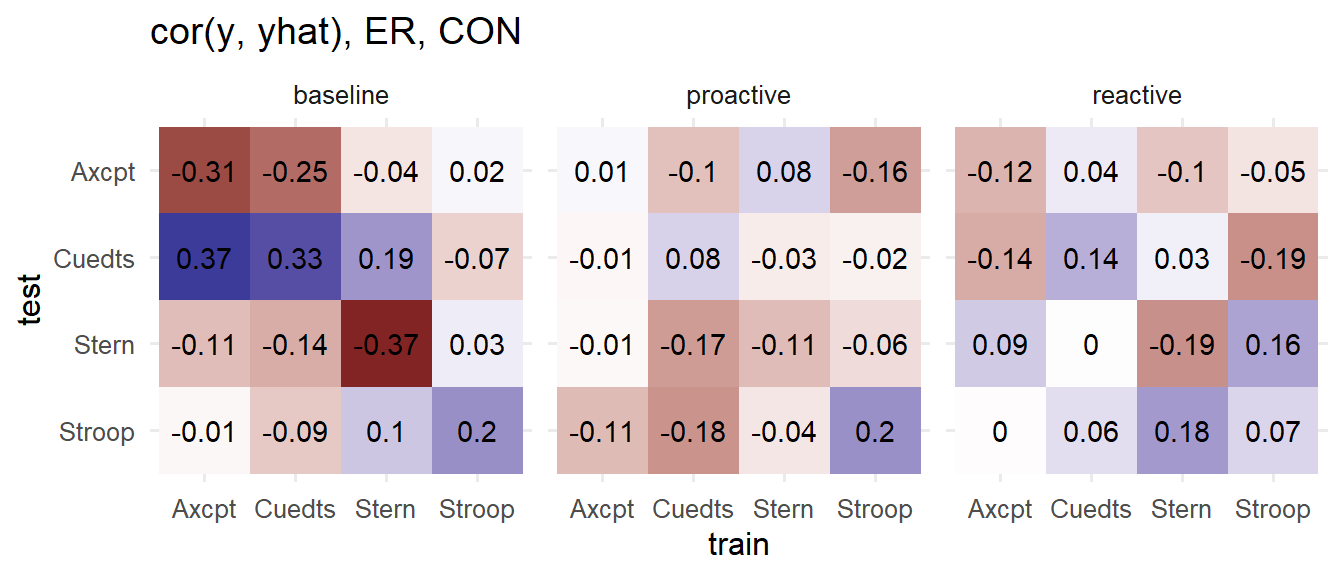 cor(y, yhat), ER, CON
baseline proactive reactive
Axcpt -0.31 -0.25 -0.04 0.02 0.01 -0.1 0.08 -0.16 -0.12 0.04 -0.1 -0.05
Cuedts 0.37 0.33 0.19 -0.07 -0.01 0.08 -0.03 -0.02 -0.14 0.14 0.03 -0.19
test
Stern -0.11 -0.14 -0.37 0.03 -0.01 -0.17 -0.11 -0.06 0.09 0 -0.19 0.16
Stroop -0.01 -0.09 0.1 0.2 -0.11 -0.18 -0.04 0.2 0 0.06 0.18 0.07
Axcpt Cuedts Stern Stroop Axcpt Cuedts Stern Stroop Axcpt Cuedts Stern Stroop
train